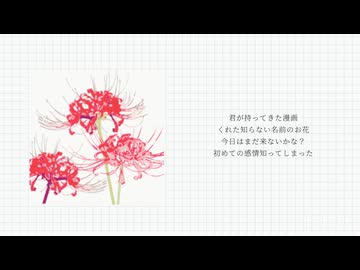 君が持ってきた漫画
くれた知らない名前のお花
今日はまだ来ないかな？
初めての感情知ってしまった